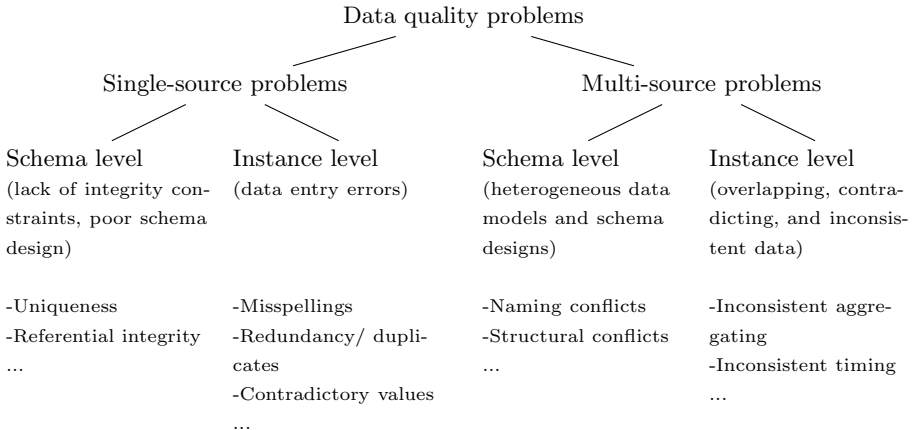 Data quality problems
Single-source problems
Multi-source problems
Schema level
(lack of integrity con-
straints, poor schema
design)
-Uniqueness
-Referential integrity
...
Instance level
(data entry errors)
-Misspellings
-Redundancy/ dupli-
cates
-Contradictory values
...
Schema level
(heterogeneous data
models and schema
designs)
-Naming conflicts
-Structural conflicts
...
Instance level
(overlapping, contra-
dicting, and inconsis-
tent data)
-Inconsistent aggre-
gating
-Inconsistent timing
...